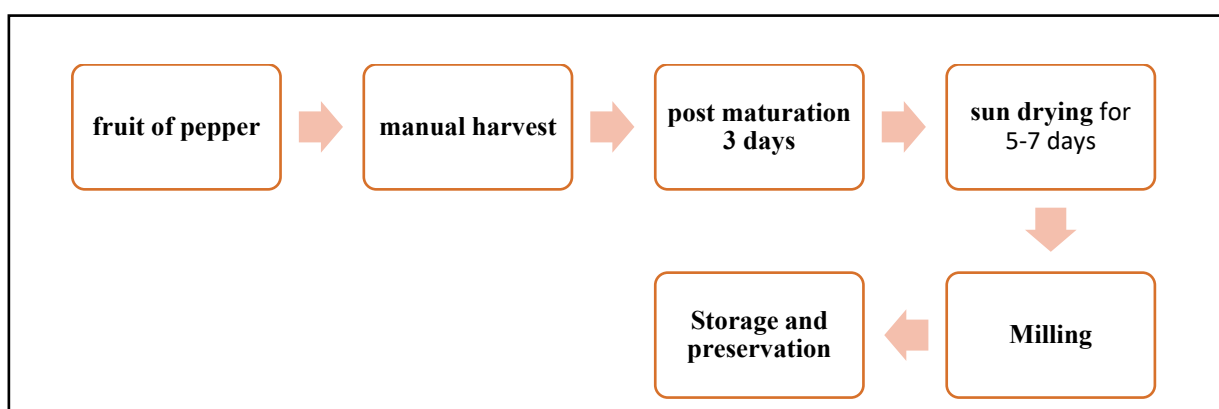 fruit of pepper
manual harvest
post maturation
3 days
sun drying for
5-7 days
Milling
Storage and
preservation